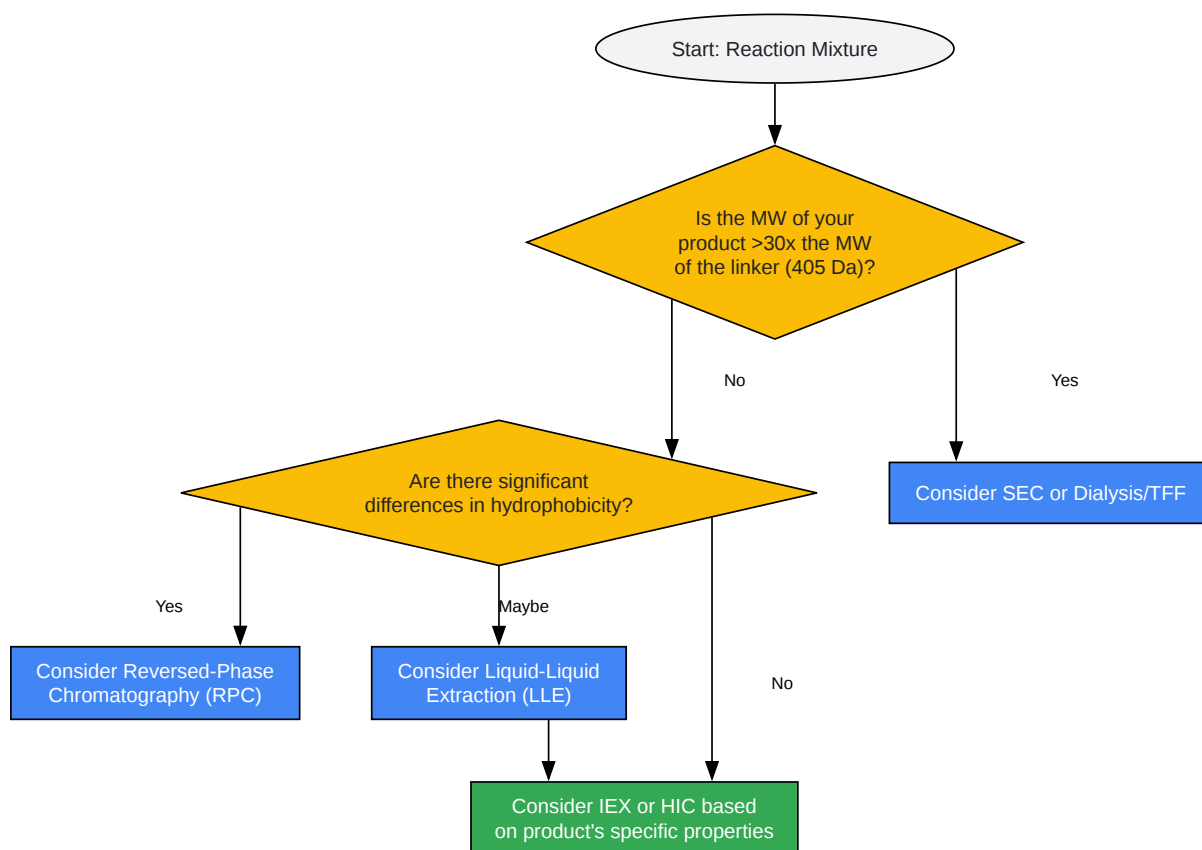 Start: Reaction Mixture
Is the MW of your
product >30x the MW
of the linker (405 Da)?
No
Yes
Are there significant
differences in hydrophobicity?
Consider SEC or Dialysis/TFF
Yes
Maybe
Consider Reversed-Phase
Chromatography (RPC)
Consider Liquid-Liquid
Extraction (LLE)
No
Consider IEX or HIC based
on product's specific properties